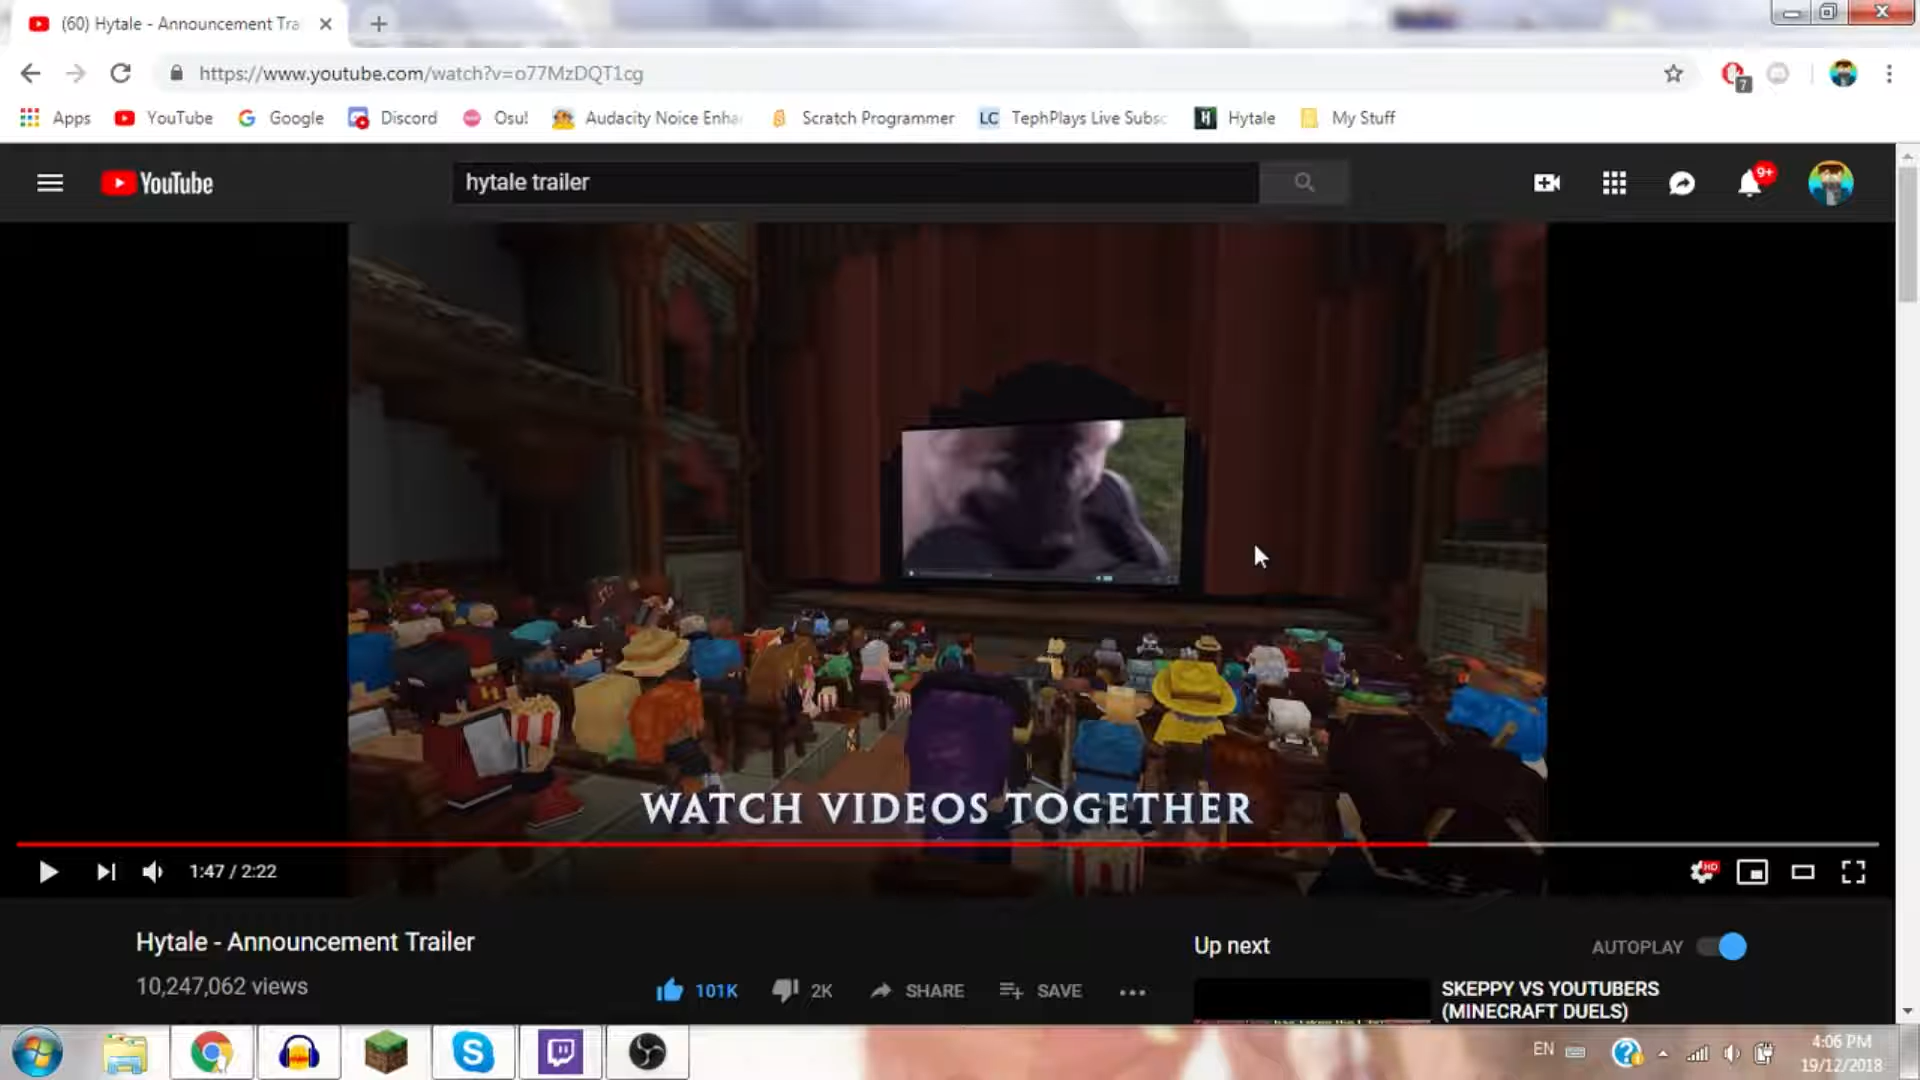 (60) Hytale - Announcement Tra
https://www.youtube.com/watch?v=o77MzDQT1cg
7
Apps YouTube Google Discord Osu! Audacity Noice Enha Scratch Programmer LC TephPlays Live Subsc H Hytale My Stuff
YouTube
hytale trailer
9+
WATCH VIDEOS TOGETHER
1:47 / 2:22
HD
Hytale - Announcement Trailer
Up next
AUTOPLAY
10,247,062 views
101K 2K SHARE SAVE
SKEPPY VS YOUTUBERS
(MINECRAFT DUELS)
EN
4:06 PM
19/12/2018